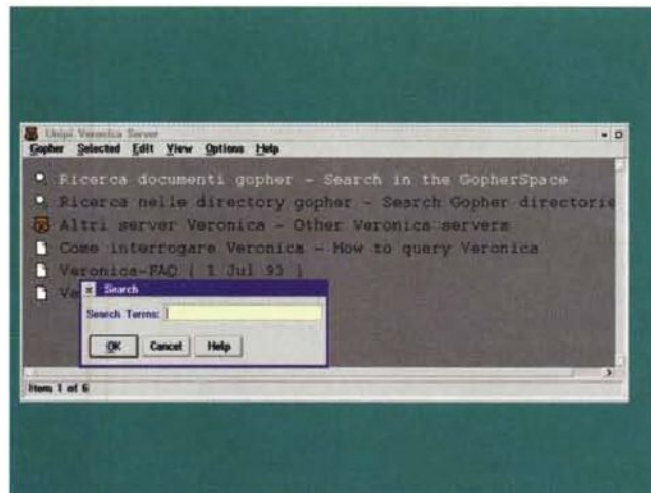 Unipi Veronica Server
Gopher Selected Edit View Options Help
Ricerca documenti gopher - Search in the GopherSpace
Ricerca nelle directory gopher - Search Gopher directorie
Altri server Veronica - Other Veronica servers
Come interrogare Veronica - How to query Veronica
Veronica-FAQ [ 1 Jul 93 ]
Ve
Search
Search Terms:
OK Cancel Help
Item 1 of 6